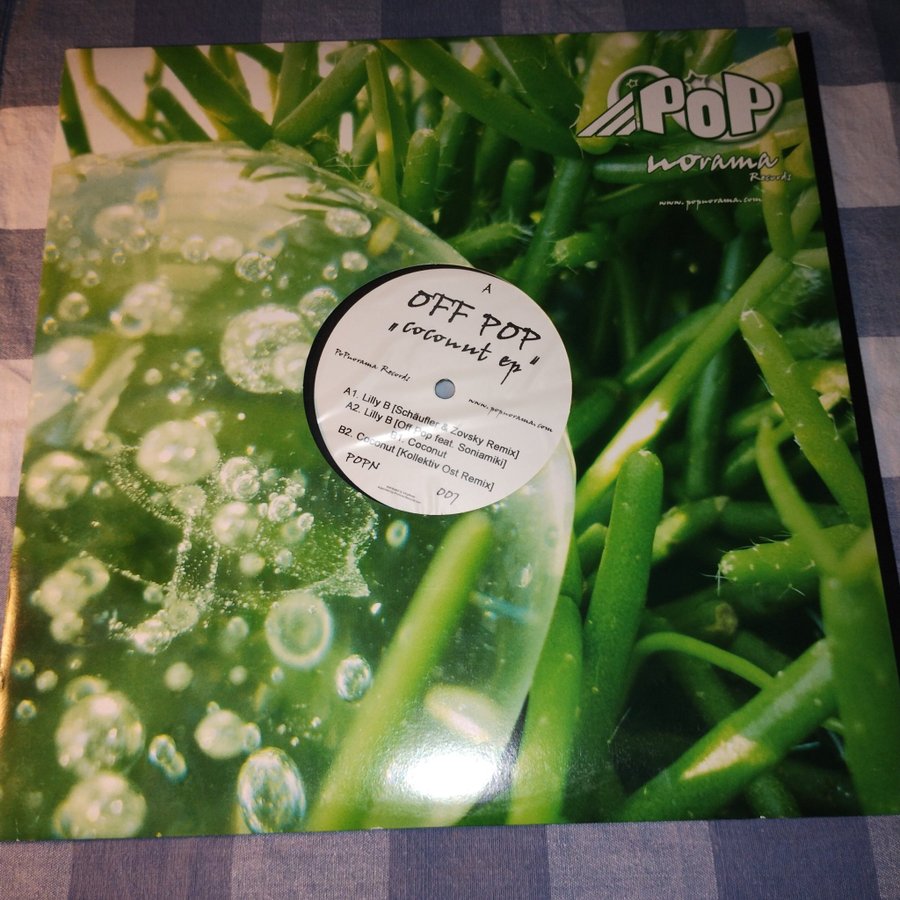 PoP
norama
Records
www.popnorama.com
A
OFF POP
„coconut ep"
PoPnorama Records
www.popnorama.com
A1. Lilly B [Schäufler & Zovsky Remix]
A2. Lilly B [Off Pop feat. Soniamiki]
B1. Coconut
B2. Coconut [Kollektiv Ost Remix]
POPN
007